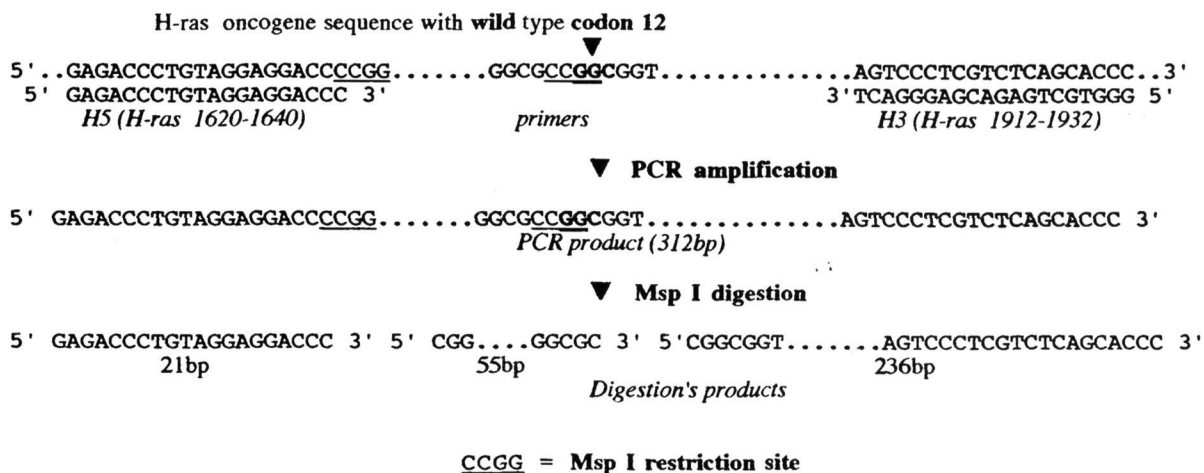 H-ras oncogene sequence with wild type codon 12
5'..GAGACCCTGTAGGAGGACCCCCGG.......GGCGCCGGCGGT..............AGTCCCTCGTCTCAGCACCC..3'
5' GAGACCCTGTAGGAGGACCC 3' 3'TCAGGGAGCAGAGTCGTGGG 5'
H5 (H-ras 1620-1640) primers H3 (H-ras 1912-1932)
PCR amplification
5' GAGACCCTGTAGGAGGACCCCCGG.......GGCGCCGGCGGT..............AGTCCCTCGTCTCAGCACCC 3'
PCR product (312bp)
Msp I digestion
5' GAGACCCTGTAGGAGGACCC 3' 5' CGG....GGCGC 3' 5'CGGCGGT.......AGTCCCTCGTCTCAGCACCC 3'
21bp 55bp 236bp
Digestion's products
CCGG = Msp I restriction site